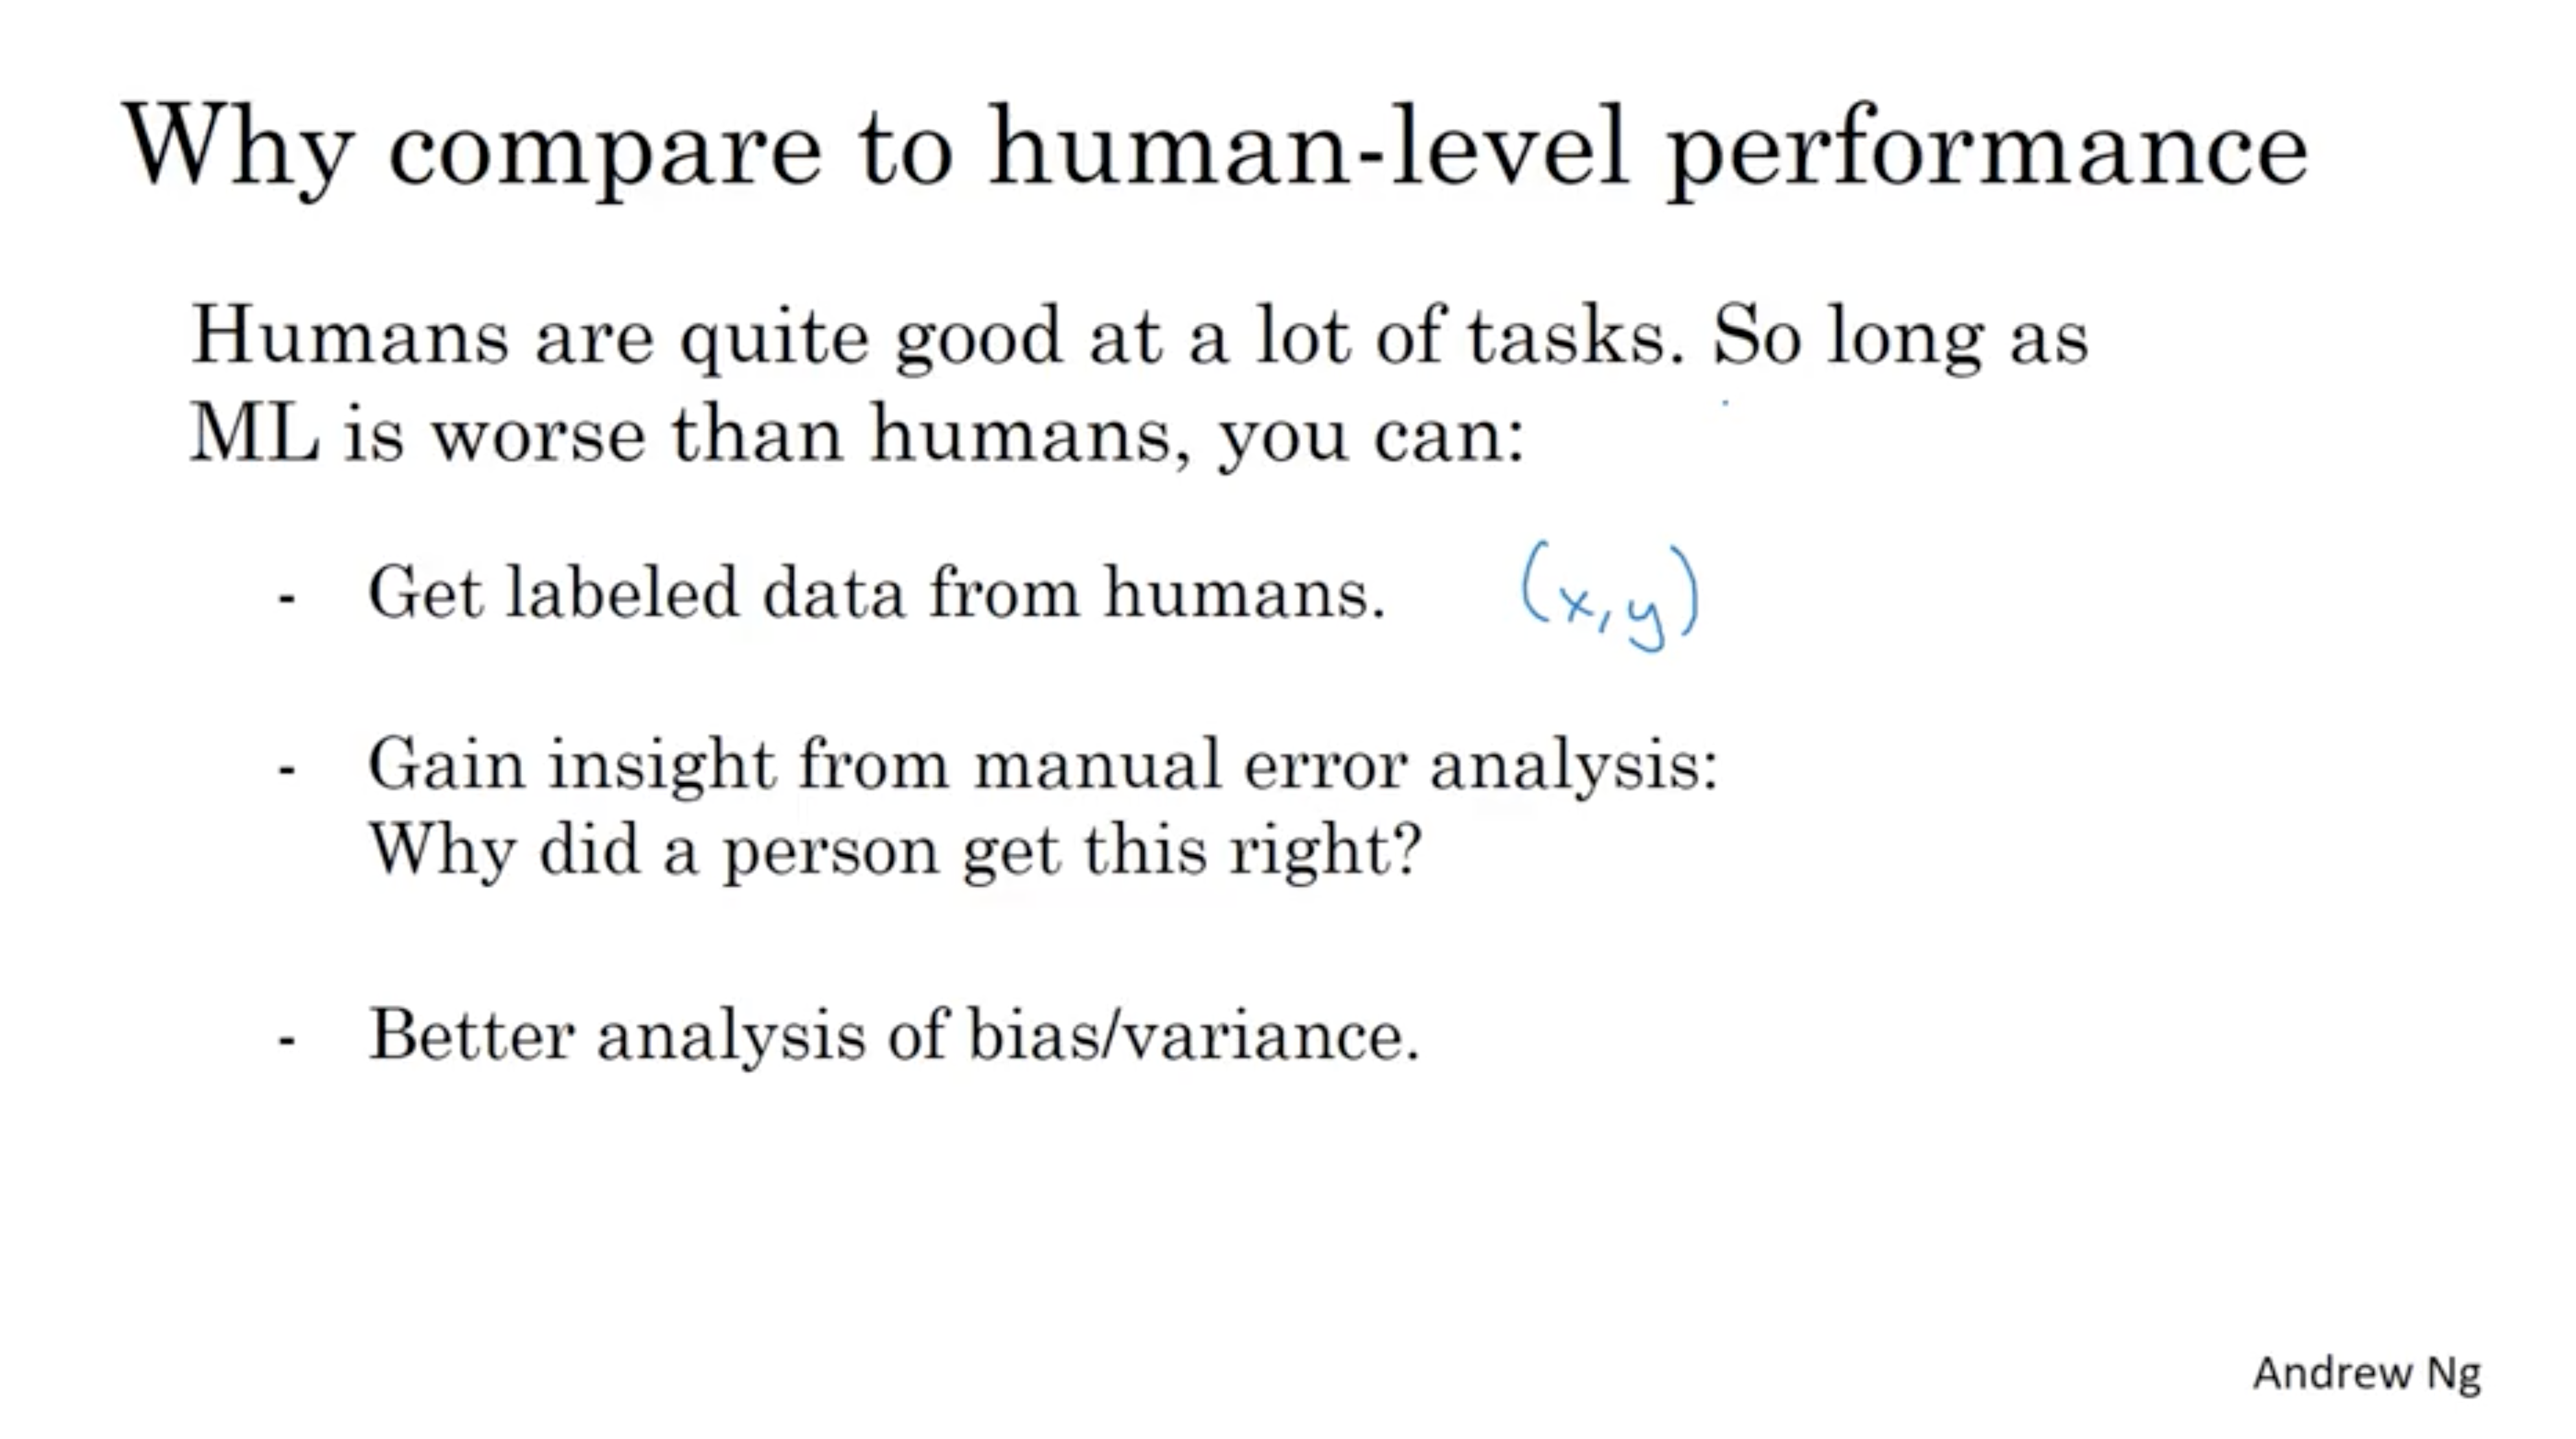 Why compare to human-level performance
Humans are quite good at a lot of tasks. So long as
ML is worse than humans, you can:
- Get labeled data from humans. (x,y)
- Gain insight from manual error analysis:
Why did a person get this right?
- Better analysis of bias/variance.
Andrew Ng